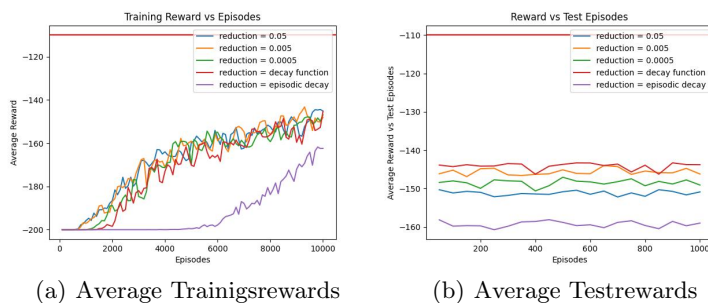 Training Reward vs Episodes
Average Reward
−120
−140
−160
−180
−200
reduction = 0.05
reduction = 0.005
reduction = 0.0005
reduction = decay function
reduction = episodic decay
0 2000 4000 6000 8000 10000
Episodes
(a) Average Trainigsrewards
Reward vs Test Episodes
Average Reward vs Test Episodes
−110
−120
−130
−140
−150
−160
reduction = 0.05
reduction = 0.005
reduction = 0.0005
reduction = decay function
reduction = episodic decay
0 200 400 600 800 1000
Episodes
(b) Average Testrewards